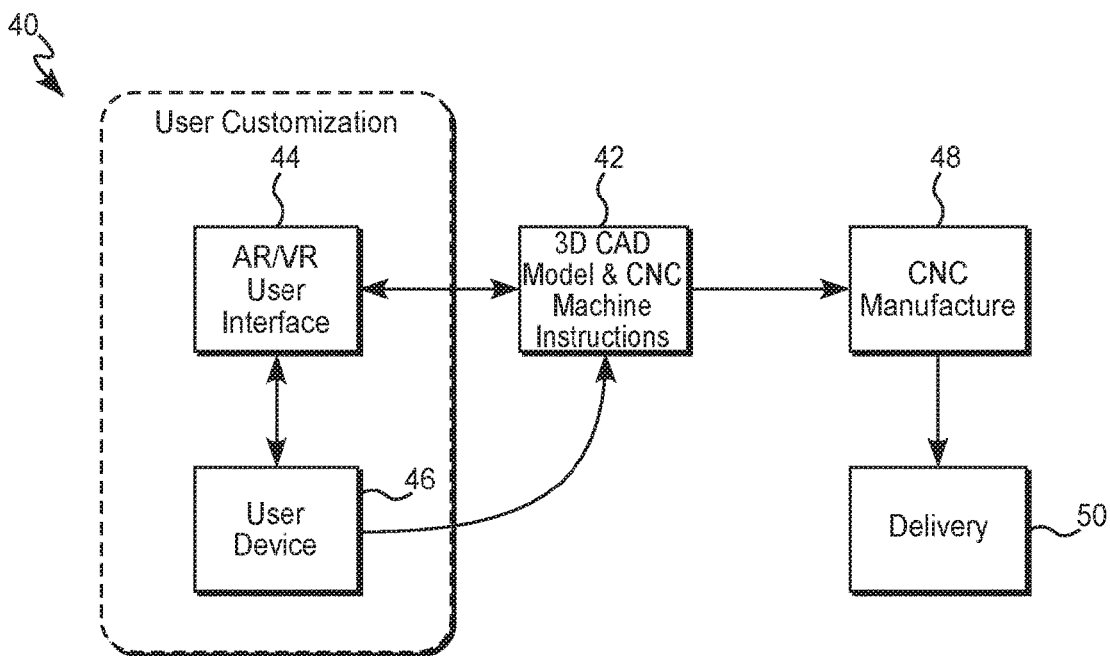 40
User Customization
44
42
48
AR/VR
User
Interface
3D CAD
Model & CNC
Machine
Instructions
CNC
Manufacture
46
User
Device
Delivery
50